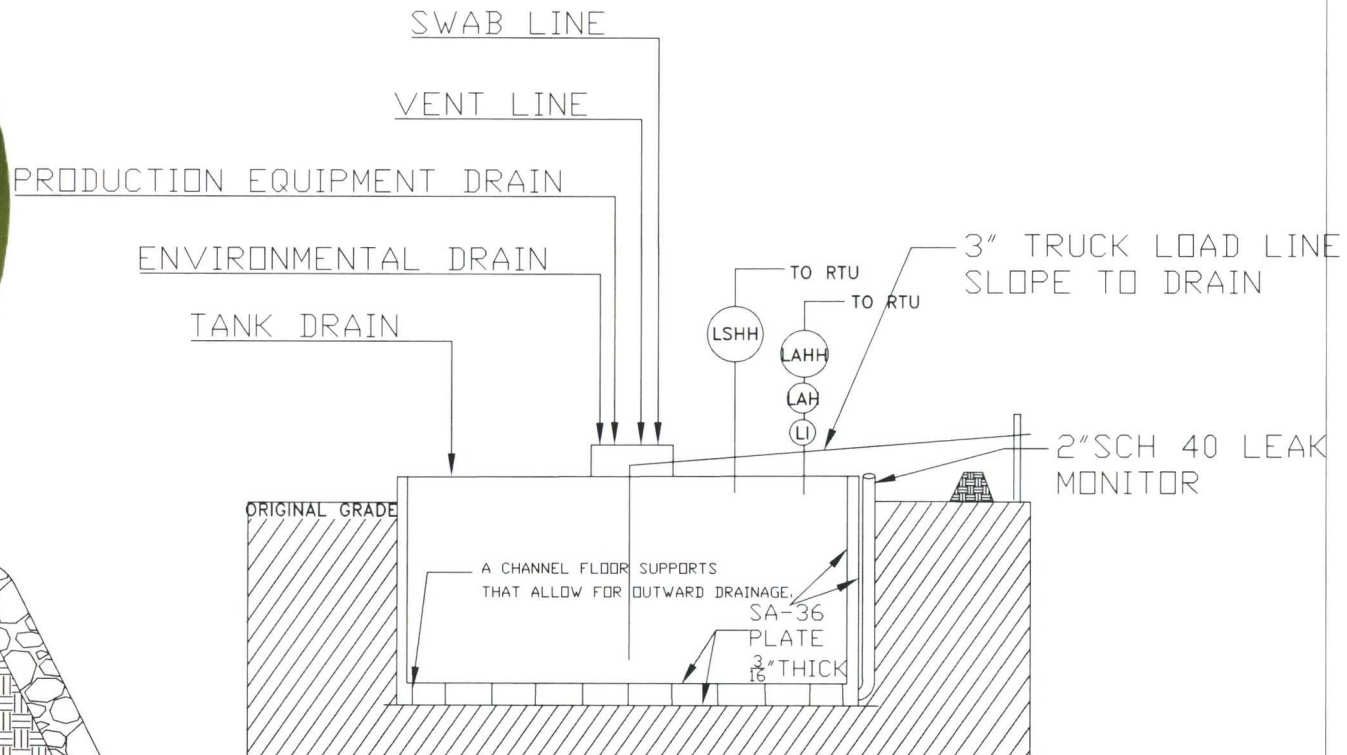 SWAB LINE
VENT LINE
PRODUCTION EQUIPMENT DRAIN
ENVIRONMENTAL DRAIN
TANK DRAIN
TO RTU
TO RTU
3" TRUCK LOAD LINE
SLOPE TO DRAIN
LSHH
LAHH
LAH
LI
2"SCH 40 LEAK
MONITOR
ORIGINAL GRADE
A CHANNEL FLOOR SUPPORTS
THAT ALLOW FOR OUTWARD DRAINAGE.
SA-36
PLATE
3/16" THICK